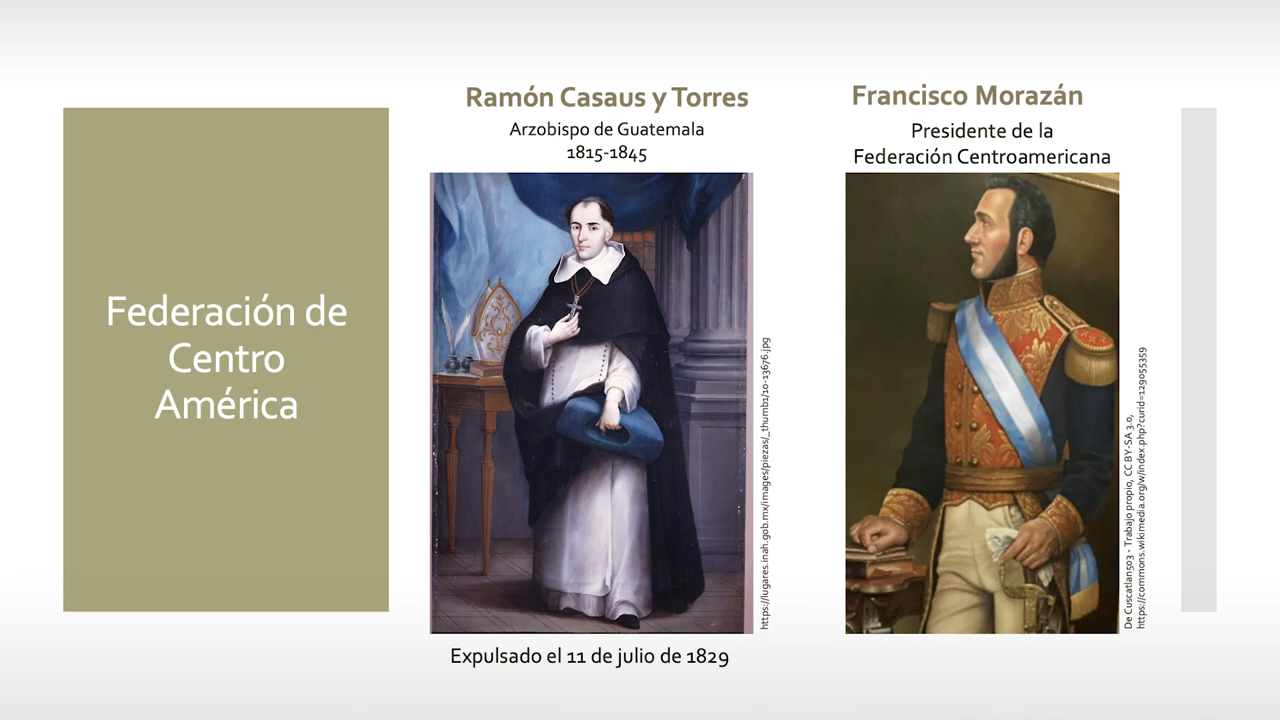 Federación de
Centro
América
Ramón Casaus y Torres
Arzobispo de Guatemala
1815-1845
https://lugares.inah.gob.mx/images/piezas/_thumb1/10-13676.jpg
Expulsado el 11 de julio de 1829
Francisco Morazán
Presidente de la
Federación Centroamericana
De Cuscatlan503 - Trabajo propio, CC BY-SA 3.0,
https://commons.wikimedia.org/w/index.php?curid=129055359